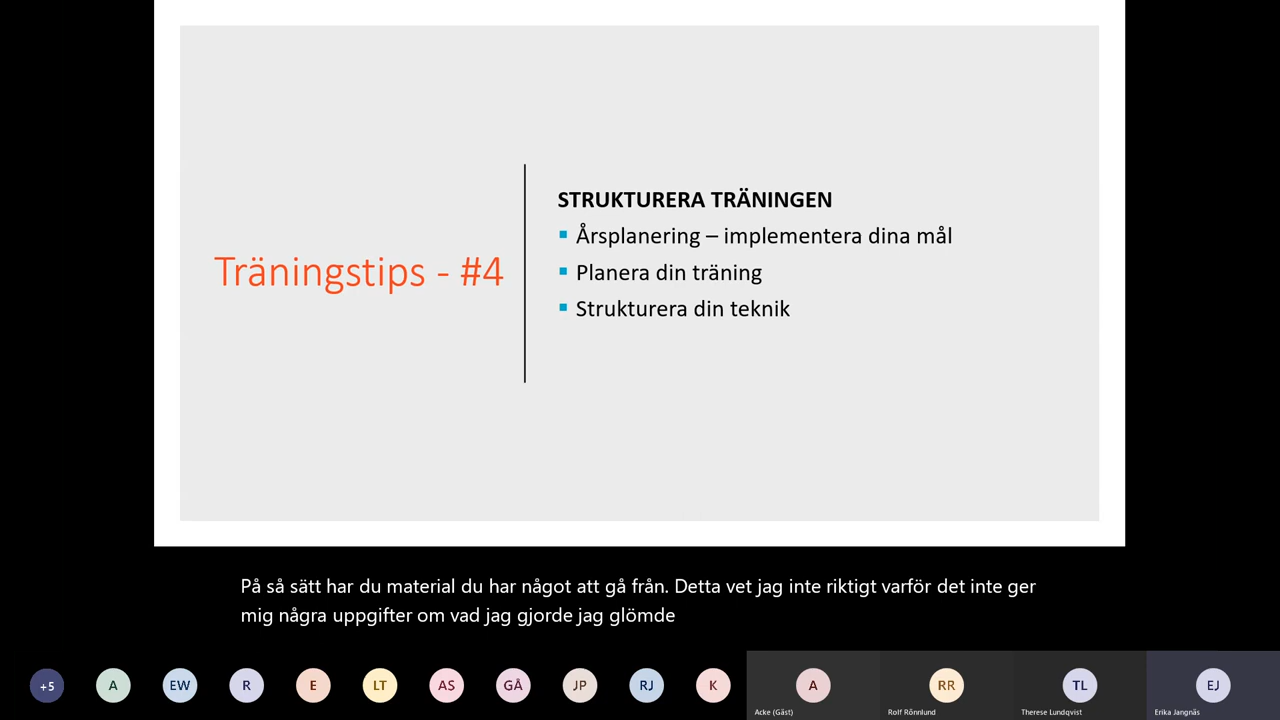 Träningstips - #4
STRUKTURERA TRÄNINGEN
Årsplanering – implementera dina mål
Planera din träning
Strukturera din teknik
På så sätt har du material du har något att gå från. Detta vet jag inte riktigt varför det inte ger
mig några uppgifter om vad jag gjorde jag glömde
+5 A EW R E LT AS GÅ JP RJ K A RR TL EJ
Acke (Gäst) Rolf Rönnlund Therese Lundqvist Erika Jangnäs